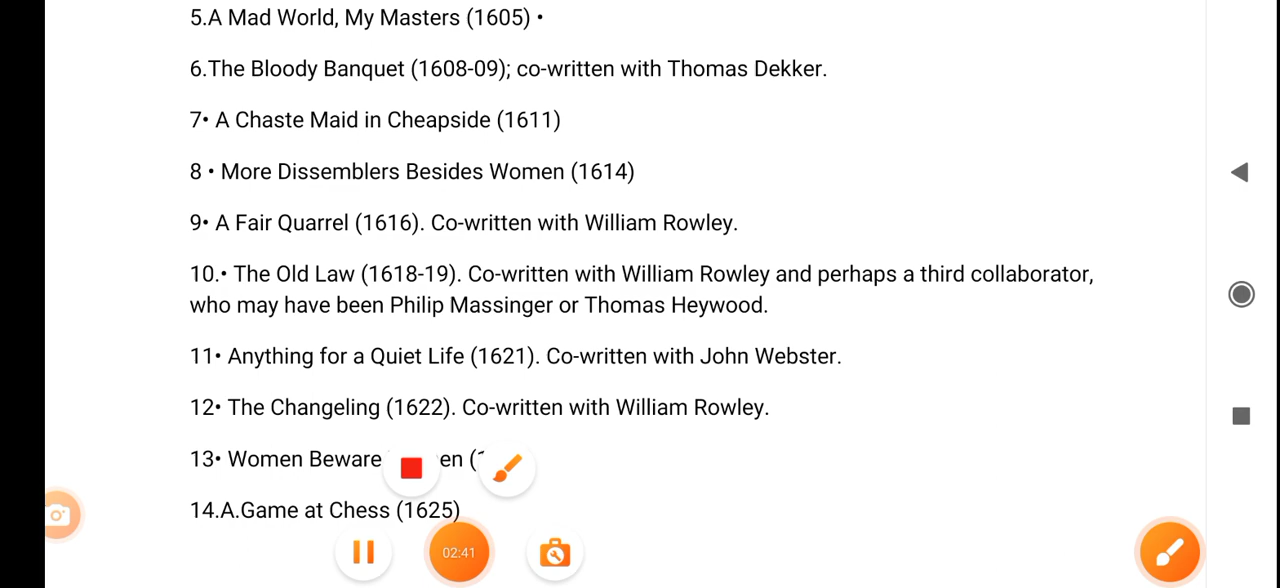 5.A Mad World, My Masters (1605) •
6.The Bloody Banquet (1608-09); co-written with Thomas Dekker.
7• A Chaste Maid in Cheapside (1611)
8 • More Dissemblers Besides Women (1614)
9• A Fair Quarrel (1616). Co-written with William Rowley.
10.• The Old Law (1618-19). Co-written with William Rowley and perhaps a third collaborator,
who may have been Philip Massinger or Thomas Heywood.
11• Anything for a Quiet Life (1621). Co-written with John Webster.
12• The Changeling (1622). Co-written with William Rowley.
13• Women Beware
14.A.Game at Chess (1625)
02:41